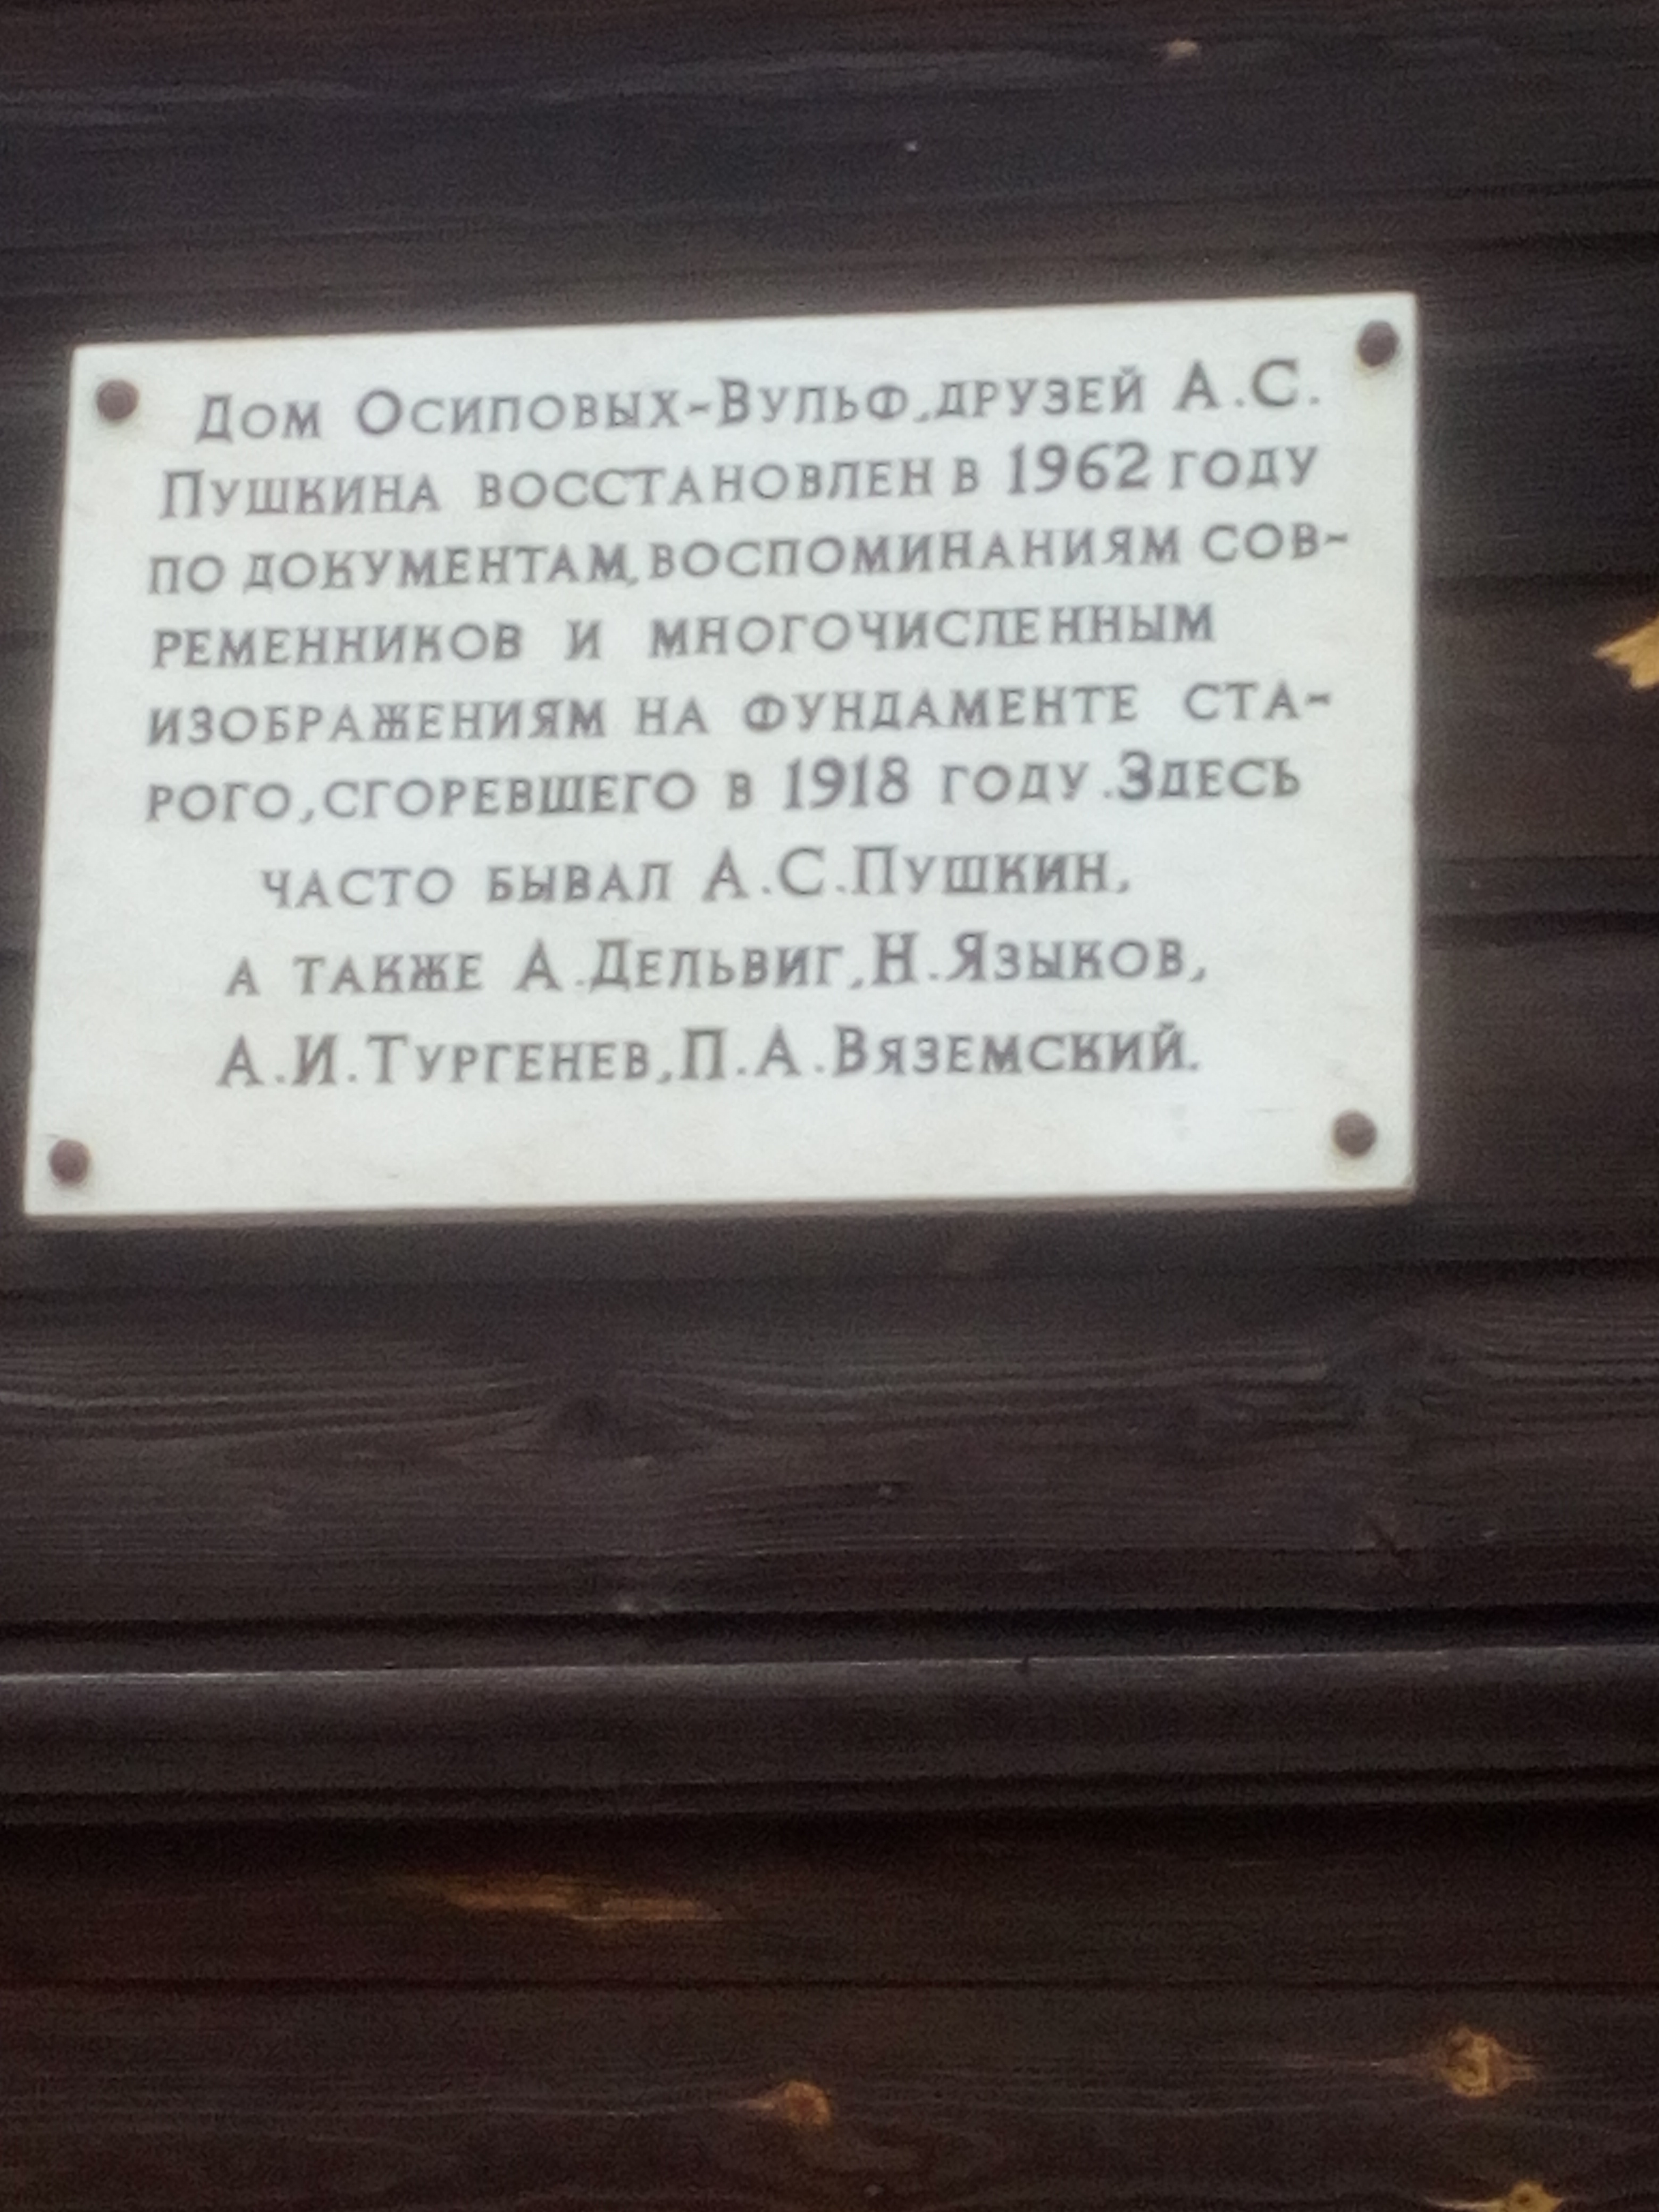 Дом Осиповых-Вульф, друзей А.С.
Пушкина восстановлен в 1962 году
по документам, воспоминаниям сов-
ременников и многочисленным
изображениям на фундаменте ста-
рого, сгоревшего в 1918 году. Здесь
часто бывал А.С.Пушкин,
а также А.Дельвиг, Н.Языков,
А.И.Тургенев, П.А.Вяземский.